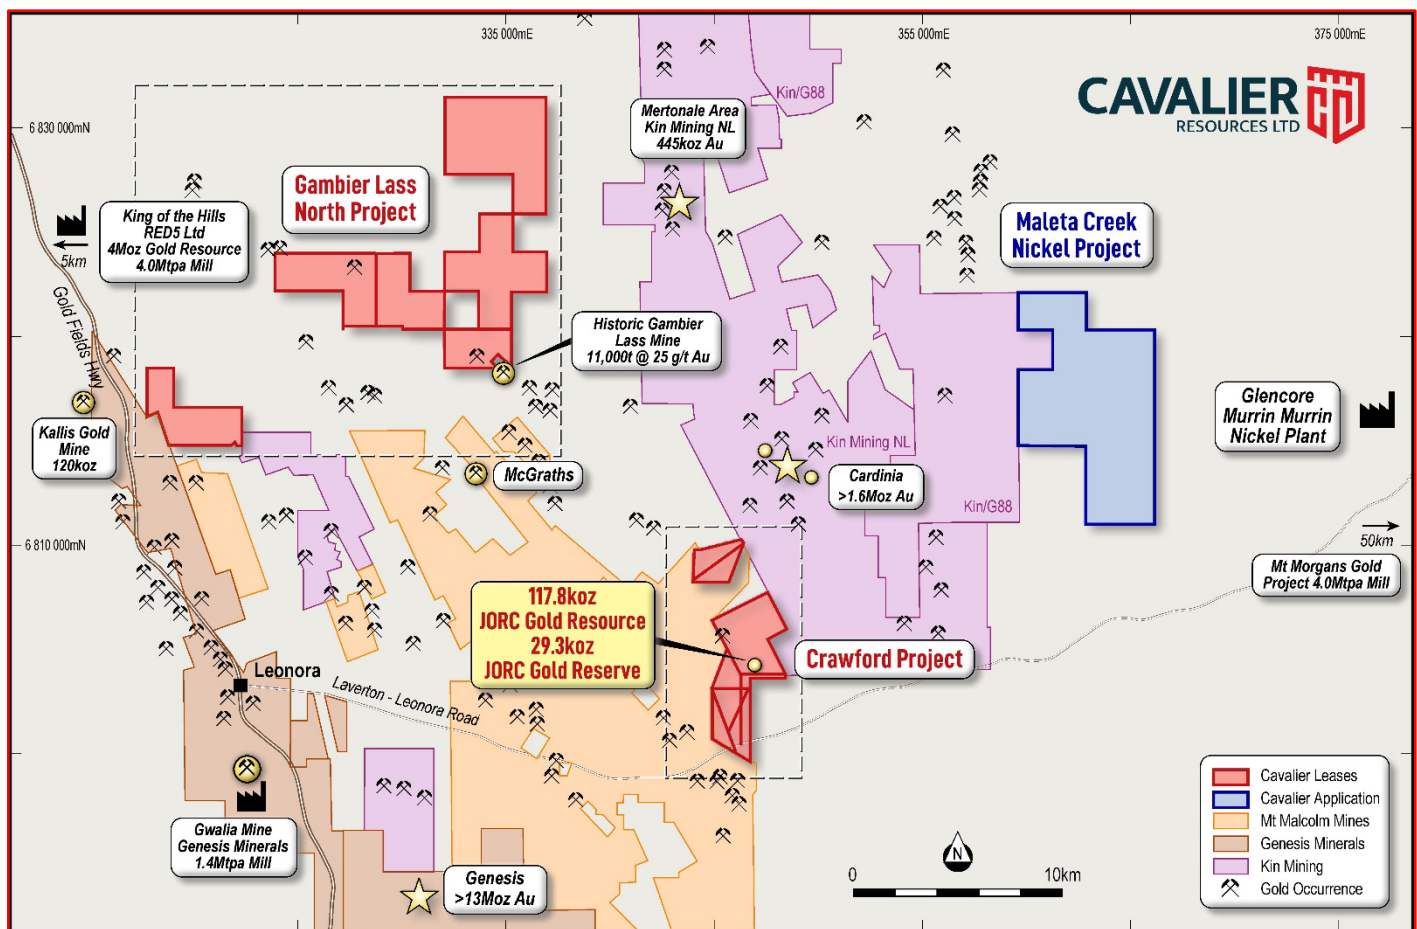 335 000mE
355 000mE
375 000mE
6 830 000mN
6 810 000mN
CAVALIER
RESOURCES LTD
Kin/G88
Mertonale Area
Kin Mining NL
445koz Au
Gambier Lass
North Project
King of the Hills
RED5 Ltd
4Moz Gold Resource
4.0Mtpa Mill
5km
Gold Fields Hwy
Maleta Creek
Nickel Project
Historic Gambier
Lass Mine
11,000t @ 25 g/t Au
Kallis Gold
Mine
120koz
McGraths
Kin Mining NL
Cardinia
>1.6Moz Au
Kin/G88
Glencore
Murrin Murrin
Nickel Plant
50km
Mt Morgans Gold
Project 4.0Mtpa Mill
117.8koz
JORC Gold Resource
29.3koz
JORC Gold Reserve
Crawford Project
Leonora
Laverton - Leonora Road
Gwalia Mine
Genesis Minerals
1.4Mtpa Mill
Genesis
>13Moz Au
N
0
10km
Cavalier Leases
Cavalier Application
Mt Malcolm Mines
Genesis Minerals
Kin Mining
Gold Occurrence